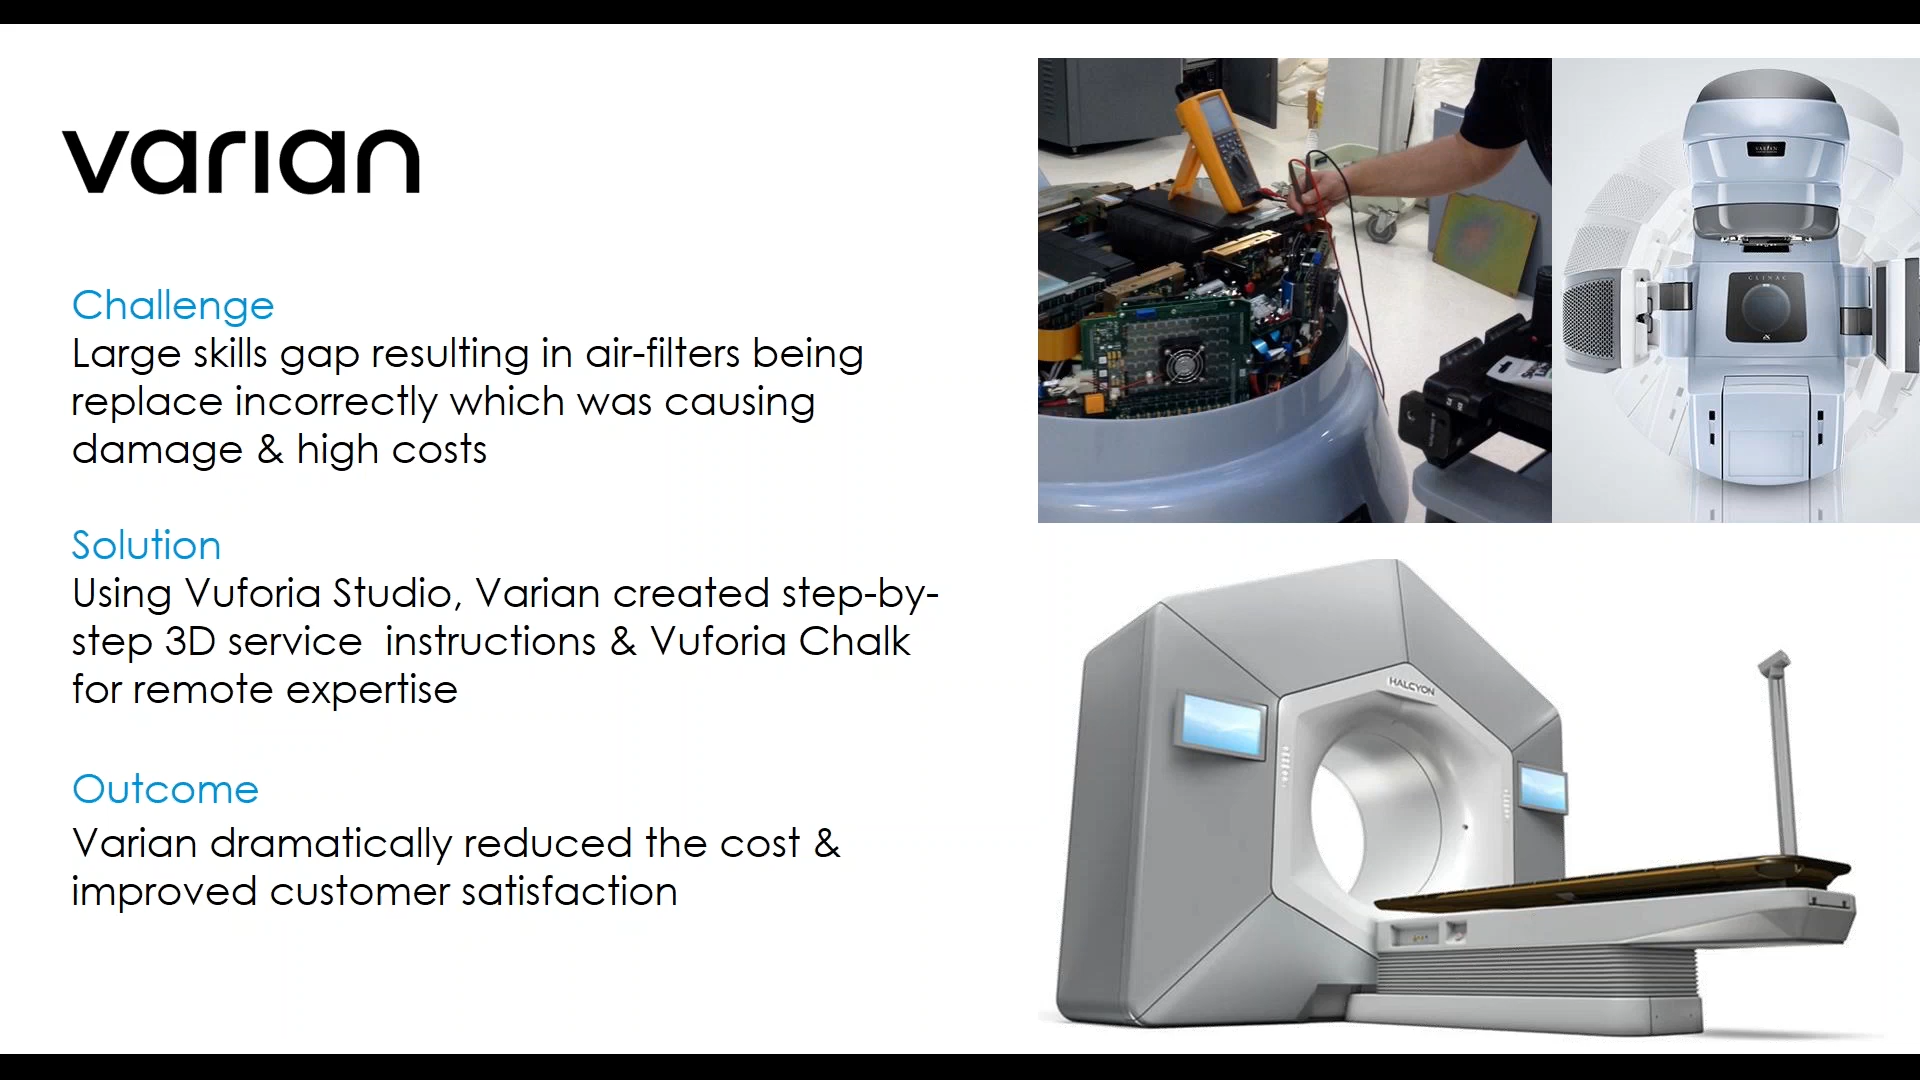 varian
Challenge
Large skills gap resulting in air-filters being
replace incorrectly which was causing
damage & high costs
Solution
Using Vuforia Studio, Varian created step-by-
step 3D service  instructions & Vuforia Chalk
for remote expertise
Outcome
Varian dramatically reduced the cost &
improved customer satisfaction
VARIAN
CLINAC
HALCYON